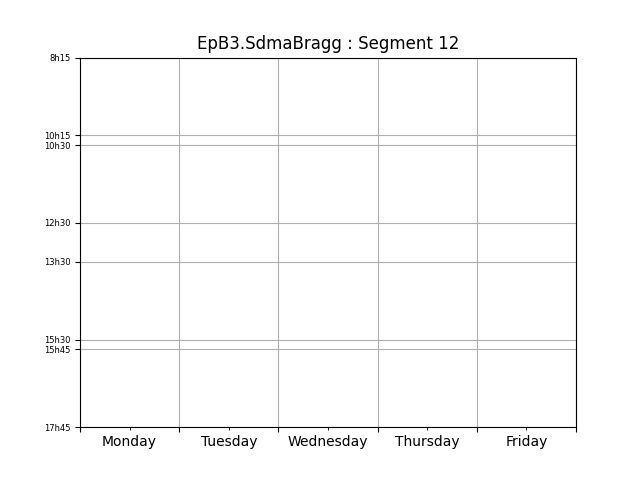 EpB3.SdmaBragg : Segment 12
8h15
10h15
10h30
12h30
13h30
15h30
15h45
17h45
Monday Tuesday Wednesday Thursday Friday